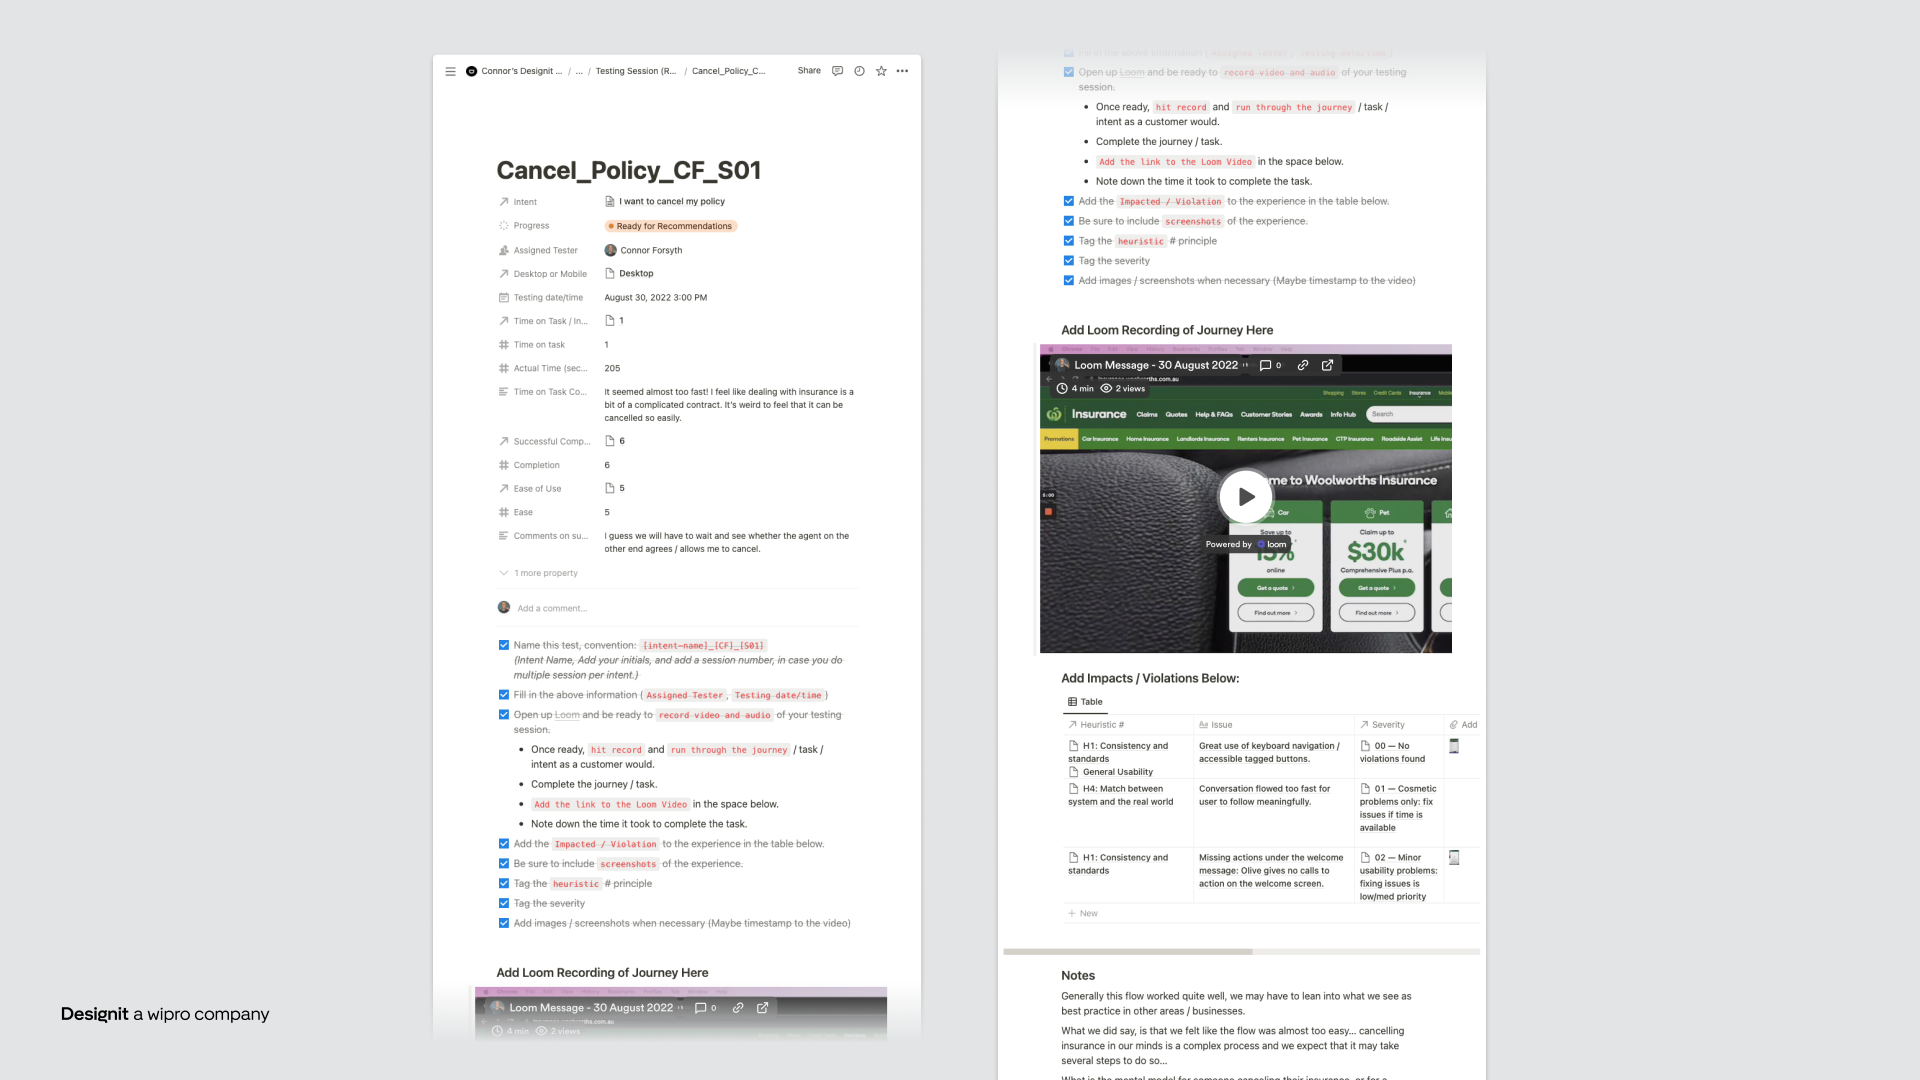 Connor's Designit ... / ... / Testing Session (R... / Cancel_Policy_C... Share
Cancel_Policy_CF_S01
Intent I want to cancel my policy
Progress Ready for Recommendations
Assigned Tester Connor Forsyth
Desktop or Mobile Desktop
Testing date/time August 30, 2022 3:00 PM
Time on Task / In... 1
Time on task 1
Actual Time (sec... 205
Time on Task Co... It seemed almost too fast! I feel like dealing with insurance is a
bit of a complicated contract. It's weird to feel that it can be
cancelled so easily.
Successful Comp... 6
Completion 6
Ease of Use 5
Ease 5
Comments on su... I guess we will have to wait and see whether the agent on the
other end agrees / allows me to cancel.
1 more property
Add a comment...
Name this test, convention: [intent-name]_[CF]_[S01]
(Intent Name, Add your initials, and add a session number, in case you do
multiple session per intent.)
Fill in the above information ( Assigned Tester, Testing date/time )
Open up Loom and be ready to record video and audio of your testing
session.
• Once ready, hit record and run through the journey / task /
intent as a customer would.
• Complete the journey / task.
• Add the link to the Loom Video in the space below.
• Note down the time it took to complete the task.
Add the Impacted / Violation to the experience in the table below.
Be sure to include screenshots of the experience.
Tag the heuristic # principle
Tag the severity
Add images / screenshots when necessary (Maybe timestamp to the video)
Add Loom Recording of Journey Here
Loom Message - 30 August 2022 0
4 min 2 views
Designit a wipro company
Fill in the above information ( Assigned Tester, Testing date/time )
Open up Loom and be ready to record video and audio of your testing
session.
• Once ready, hit record and run through the journey / task /
intent as a customer would.
• Complete the journey / task.
• Add the link to the Loom Video in the space below.
• Note down the time it took to complete the task.
Add the Impacted / Violation to the experience in the table below.
Be sure to include screenshots of the experience.
Tag the heuristic # principle
Tag the severity
Add images / screenshots when necessary (Maybe timestamp to the video)
Add Loom Recording of Journey Here
Loom Message - 30 August 2022 0
4 min 2 views
Shopping Stores Credit Cards Insurance
Insurance Claims Quotes Help & FAQs Customer Stories Awards Info Hub Search
Promotions Car Insurance Home Insurance Landlords Insurance Renters Insurance Pet Insurance CTP Insurance Roadside Assist
me to Woolworths Insurance
Car Pet
Save up to Claim up to
15% $30k
online Comprehensive Plus p.a.
Get a quote Get a quote
Find out more Find out more
Powered by loom
Add Impacts / Violations Below:
Table
Heuristic # Issue Severity Add
H1: Consistency and
standards
General Usability
Great use of keyboard navigation /
accessible tagged buttons.
00 — No
violations found
H4: Match between
system and the real world
Conversation flowed too fast for
user to follow meaningfully.
01 — Cosmetic
problems only: fix
issues if time is
available
H1: Consistency and
standards
Missing actions under the welcome
message: Olive gives no calls to
action on the welcome screen.
02 — Minor
usability problems:
fixing issues is
low/med priority
+ New
Notes
Generally this flow worked quite well, we may have to lean into what we see as
best practice in other areas / businesses.
What we did say, is that we felt like the flow was almost too easy... cancelling
insurance in our minds is a complex process and we expect that it may take
several steps to do so...